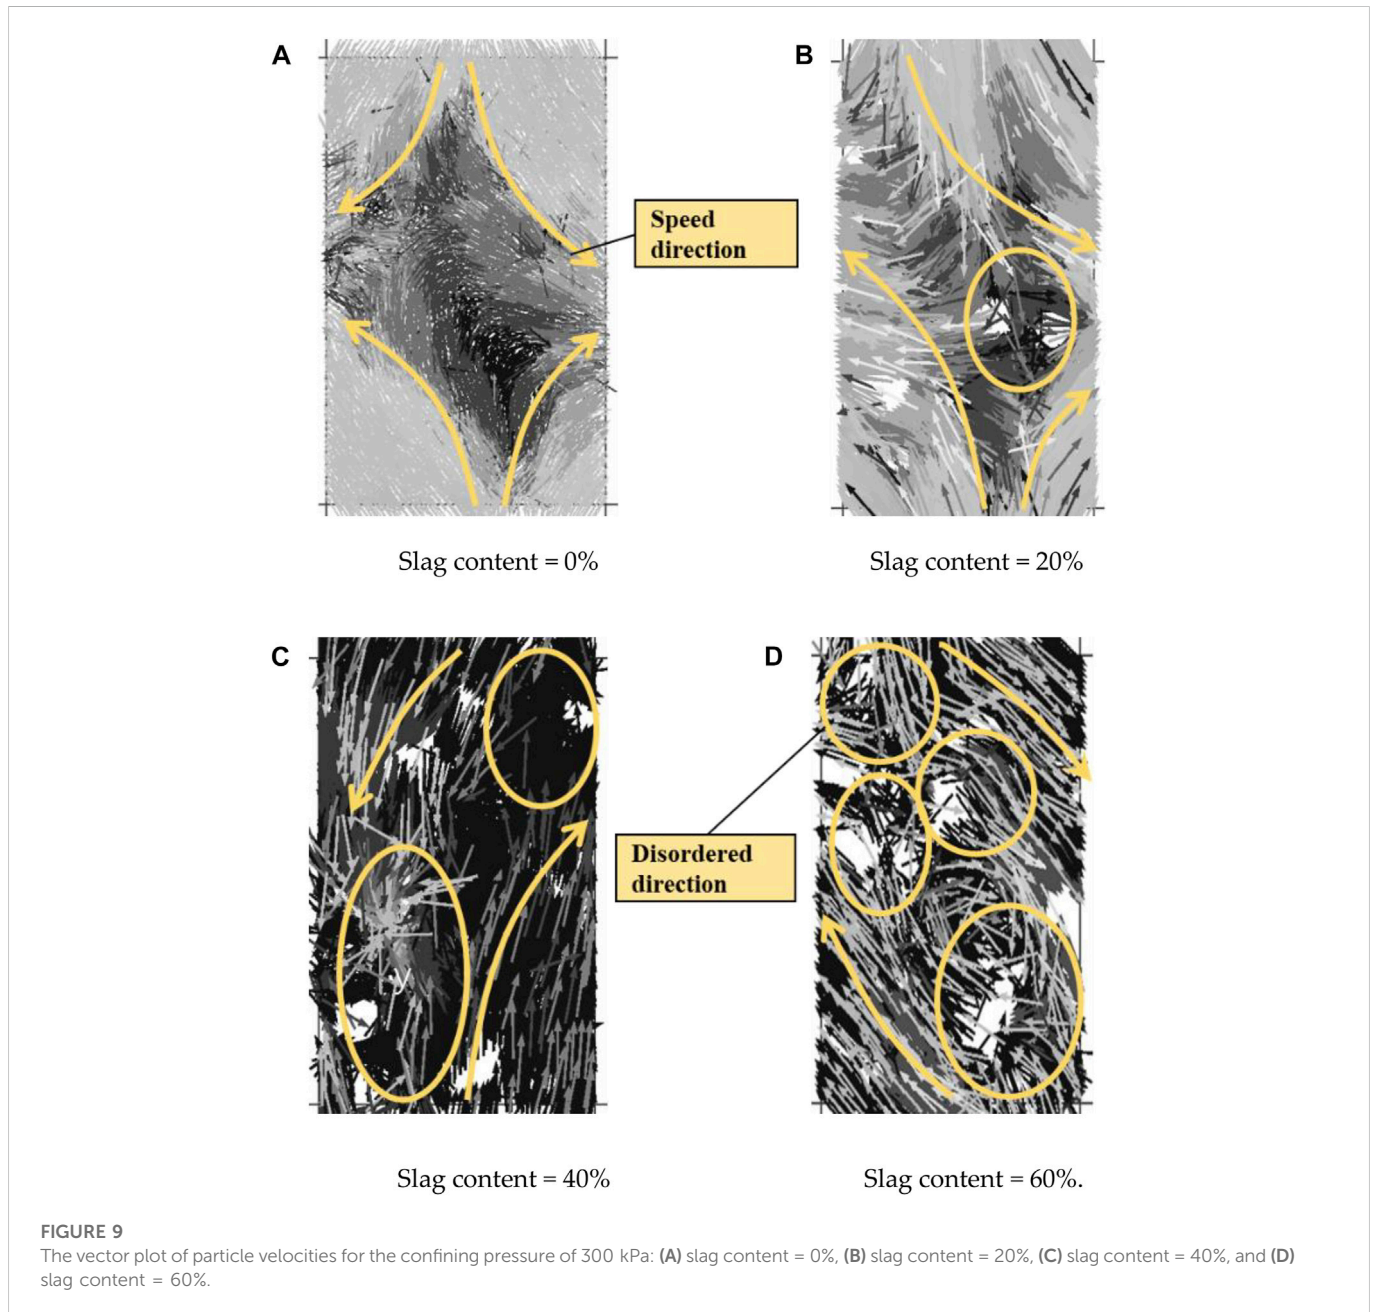 A
B
Speed
direction
Slag content = 0%
Slag content = 20%
C
D
Disordered
direction
Slag content = 40%
Slag content = 60%.
FIGURE 9
The vector plot of particle velocities for the confining pressure of 300 kPa: (A) slag content = 0%, (B) slag content = 20%, (C) slag content = 40%, and (D)
slag content = 60%.